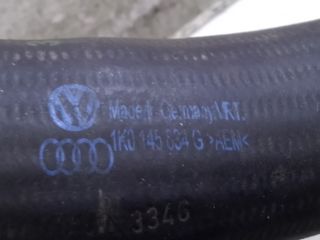 Made in Germany VRT.
1K0 145 834 G >AEM<
3346